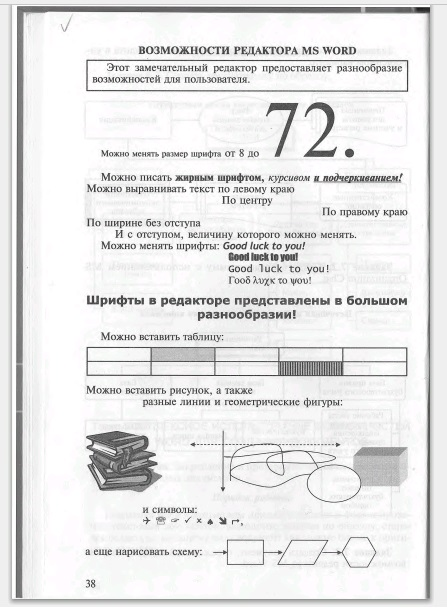 ВОЗМОЖНОСТИ РЕДАКТОРА MS WORD
Этот замечательный редактор предоставляет разнообразие
возможностей для пользователя.
Можно менять размер шрифта от 8 до 72.
Можно писать жирным шрифтом, курсивом и подчеркиванием!
Можно выравнивать текст по левому краю
По центру
По правому краю
По ширине без отступа
И с отступом, величину которого можно менять.
Можно менять шрифты: Good luck to you!
Good luck to you!
Good luck to you!
Γοοδ λυχκ το ψου!
Шрифты в редакторе представлены в большом
разнообразии!
Можно вставить таблицу:
Можно вставить рисунок, а также
разные линии и геометрические фигуры:
и символы:
а еще нарисовать схему:
38